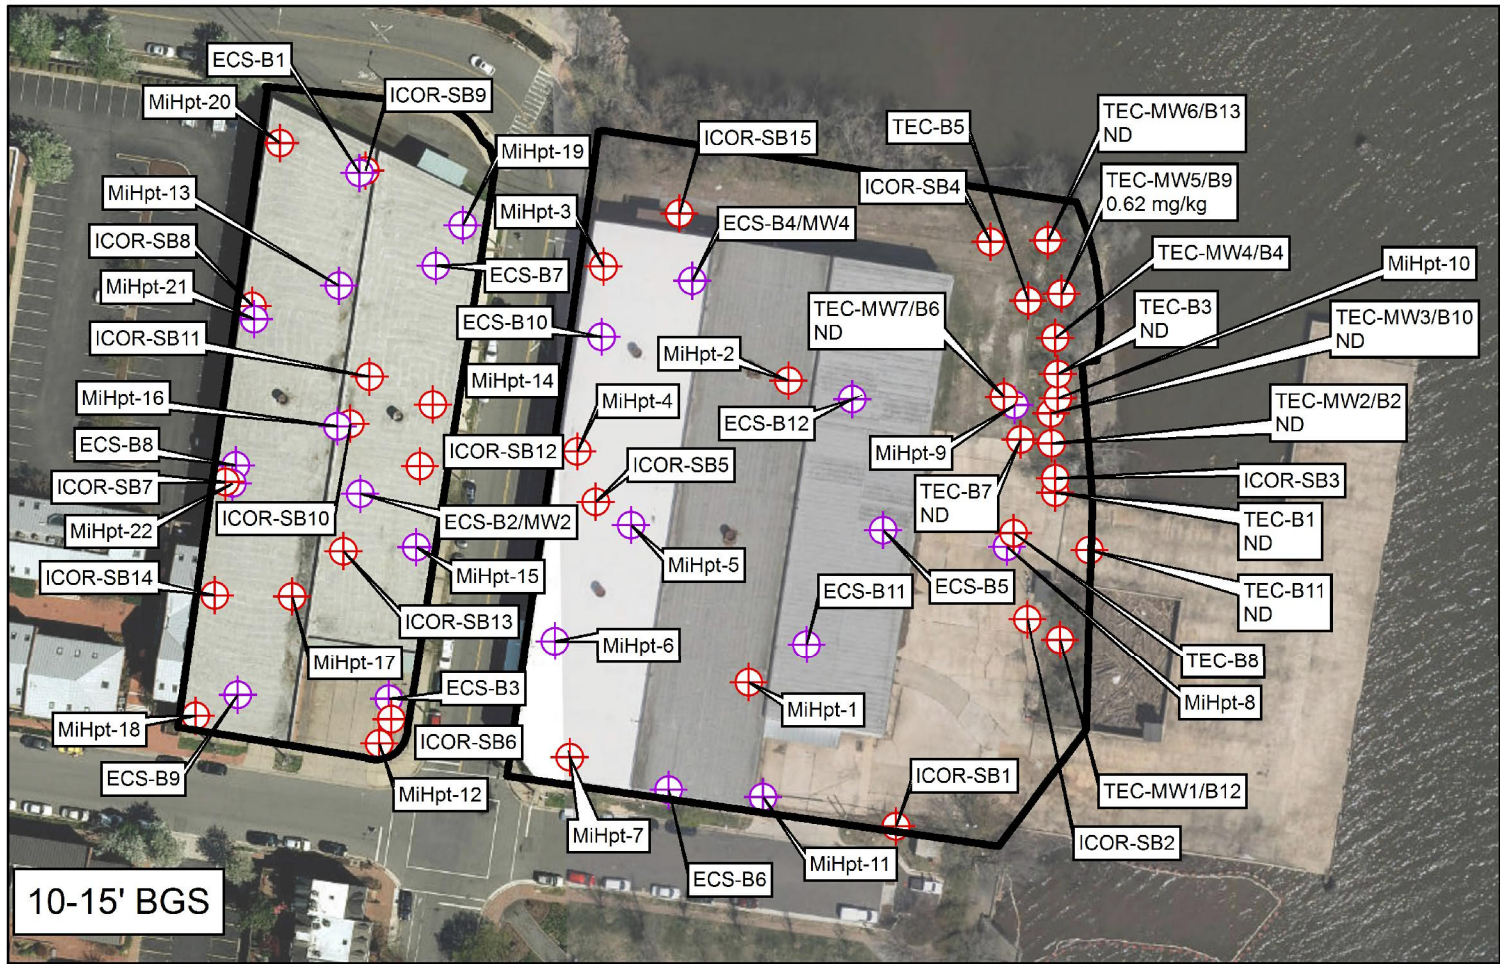 ECS-B1
ICOR-SB9
MiHpt-20
MiHpt-19
ICOR-SB15
TEC-B5
TEC-MW6/B13
ND
MiHpt-13
MiHpt-3
ICOR-SB4
TEC-MW5/B9
0.62 mg/kg
ICOR-SB8
ECS-B4/MW4
TEC-MW4/B4
MiHpt-10
MiHpt-21
ECS-B7
TEC-MW7/B6
ND
TEC-B3
ND
TEC-MW3/B10
ND
ICOR-SB11
ECS-B10
MiHpt-2
MiHpt-14
MiHpt-16
MiHpt-4
ECS-B12
TEC-MW2/B2
ND
ECS-B8
ICOR-SB12
ICOR-SB5
MiHpt-9
ICOR-SB7
ICOR-SB3
TEC-B7
ND
MiHpt-22
ICOR-SB10
ECS-B2/MW2
TEC-B1
ND
ICOR-SB14
MiHpt-15
MiHpt-5
ECS-B11
ECS-B5
TEC-B11
ND
ICOR-SB13
MiHpt-6
MiHpt-17
TEC-B8
ECS-B3
MiHpt-8
MiHpt-1
MiHpt-18
ICOR-SB6
ECS-B9
MiHpt-12
ICOR-SB1
TEC-MW1/B12
MiHpt-7
ICOR-SB2
MiHpt-11
ECS-B6
10-15' BGS